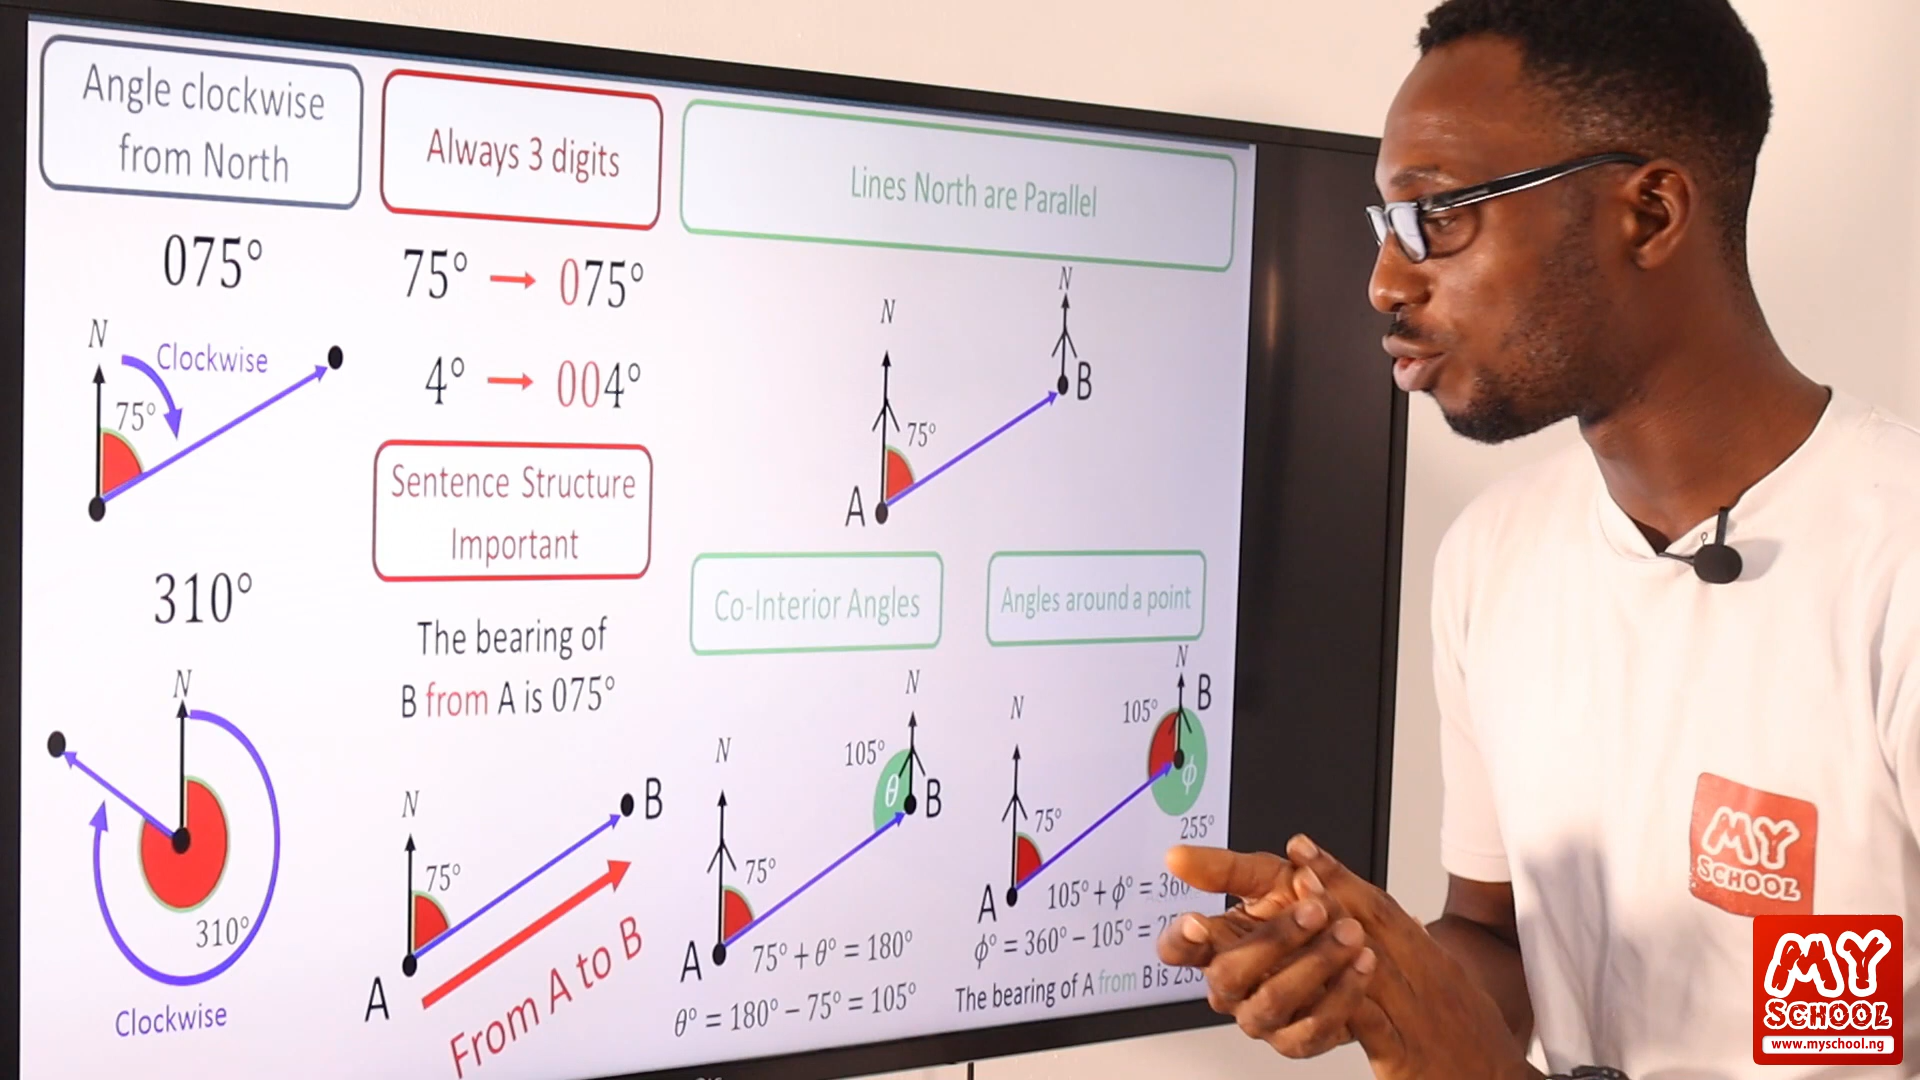 Angle clockwise
from North
075°
N
Clockwise
75°
310°
N
310°
Clockwise
Always 3 digits
75° → 075°
4° → 004°
Sentence Structure
Important
The bearing of
B from A is 075°
N
75°
B
A
From A to B
Lines North are Parallel
N
N
75°
B
A
Co-Interior Angles
N
N
105°
θ
B
75°
A
75° + θ° = 180°
θ° = 180° − 75° = 105°
Angles around a point
N
N
105°
B
ϕ
75°
255°
A
105° + ϕ° = 360
ϕ° = 360° − 105° =
The bearing of A from B is
MY
SCHOOL
MY
SCHOOL
www.myschool.ng